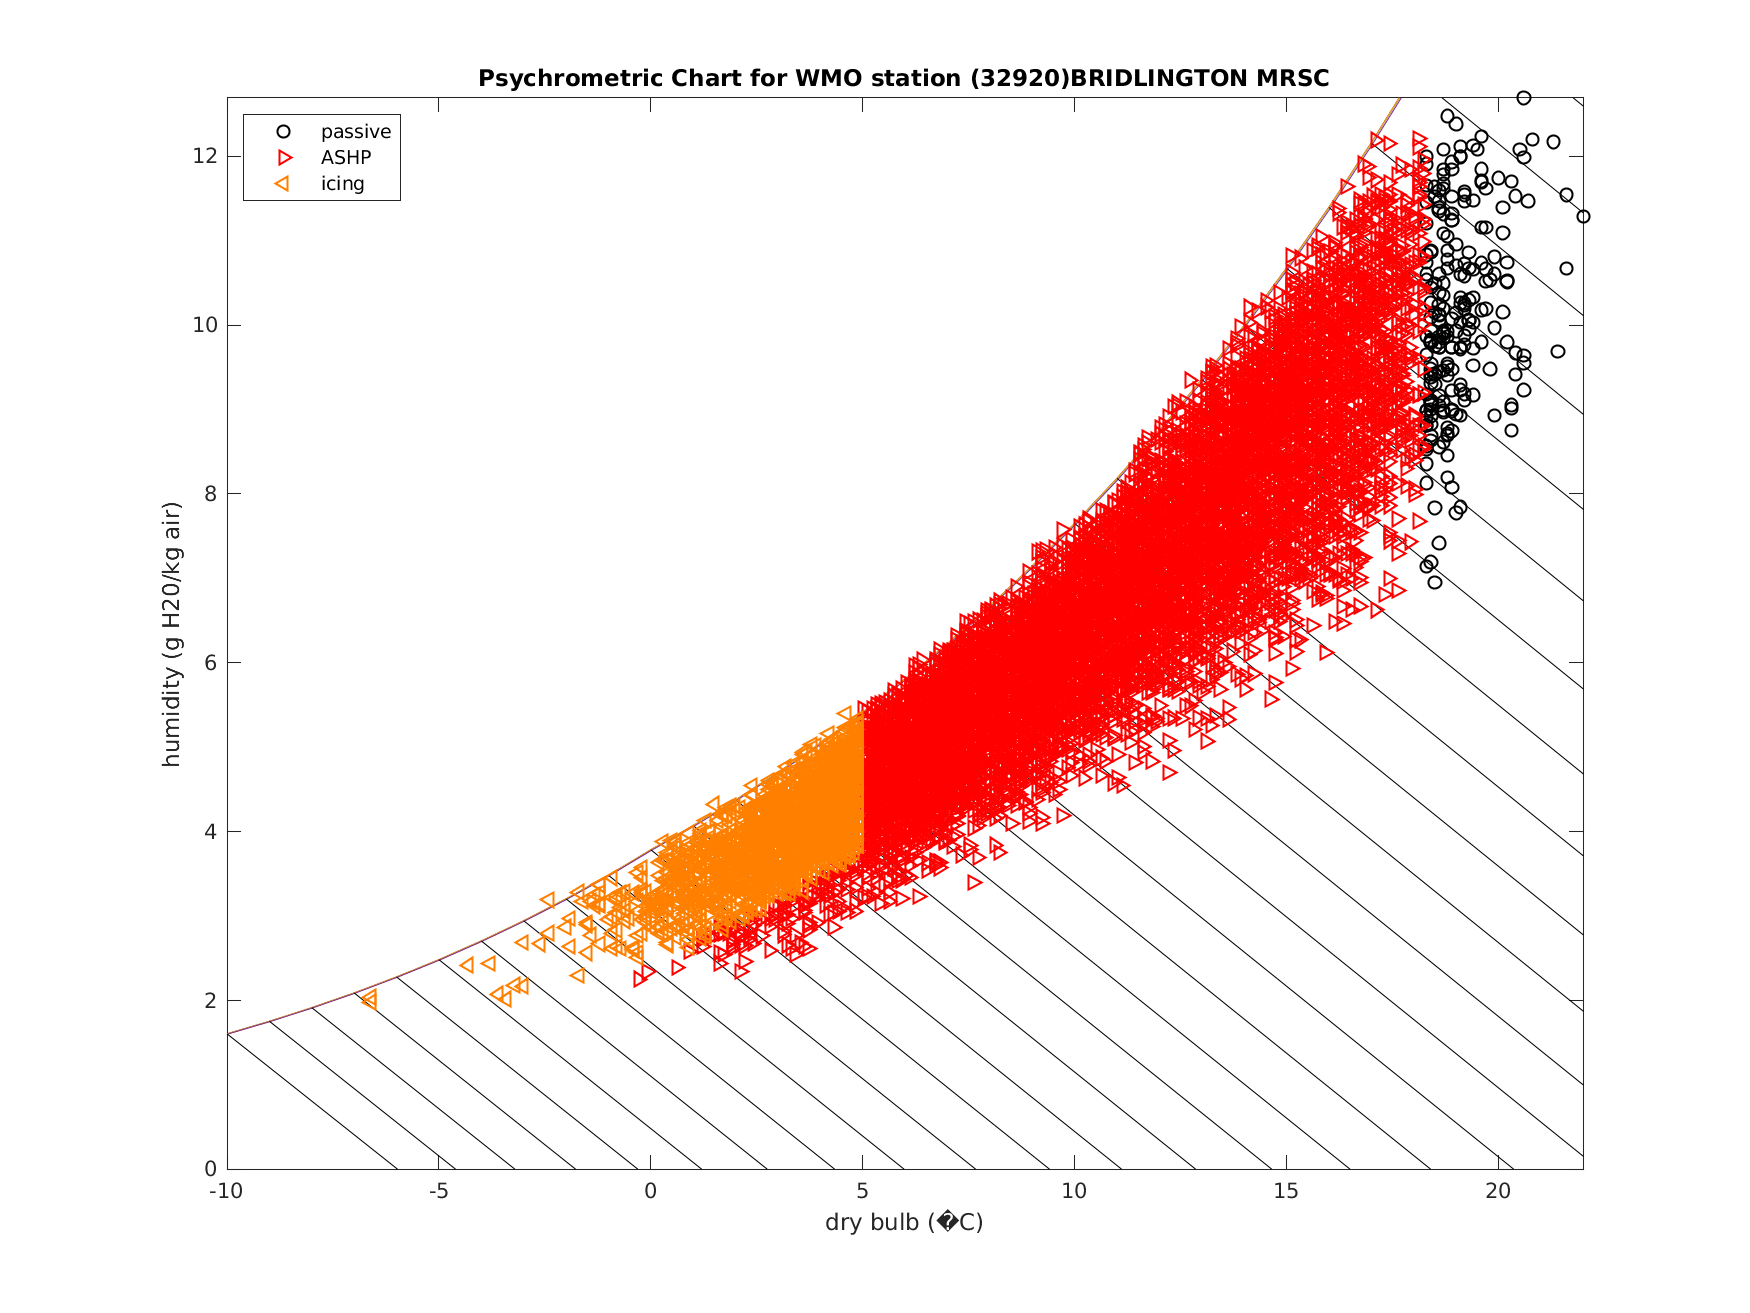 Psychrometric Chart for WMO station (32920)BRIDLINGTON MRSC
passive
ASHP
icing
12
10
8
6
4
2
0
humidity (g H20/kg air)
-10 -5 0 5 10 15 20
dry bulb (�C)